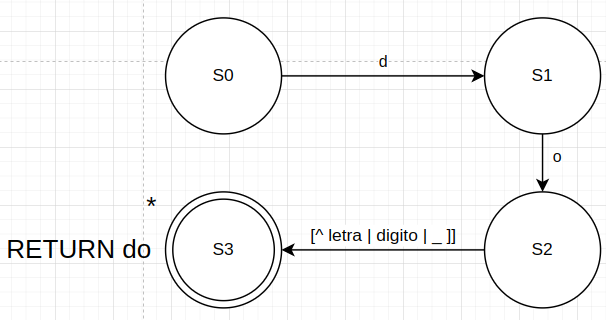 S0
d
S1
o
*
RETURN do
S3
[^ letra | digito | _ ]]
S2